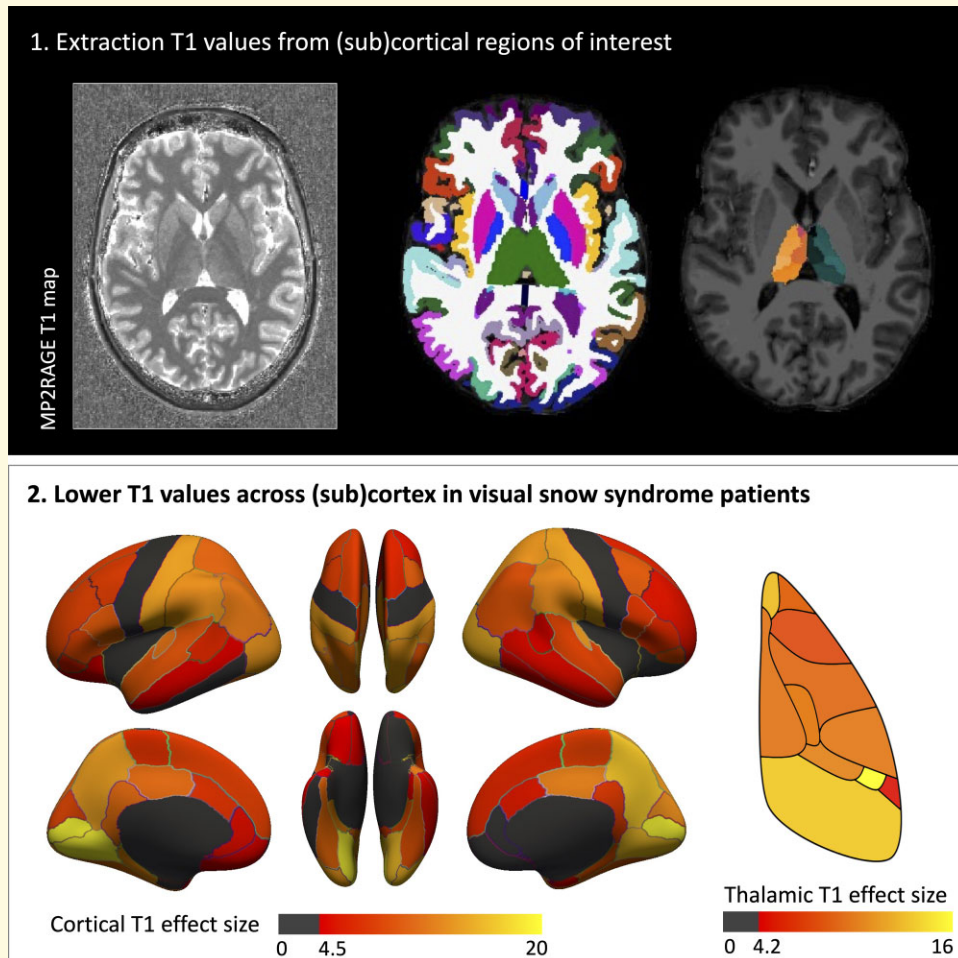 1. Extraction T1 values from (sub)cortical regions of interest
MP2RAGE T1 map
2. Lower T1 values across (sub)cortex in visual snow syndrome patients
Cortical T1 effect size
0 4.5 20
Thalamic T1 effect size
0 4.2 16